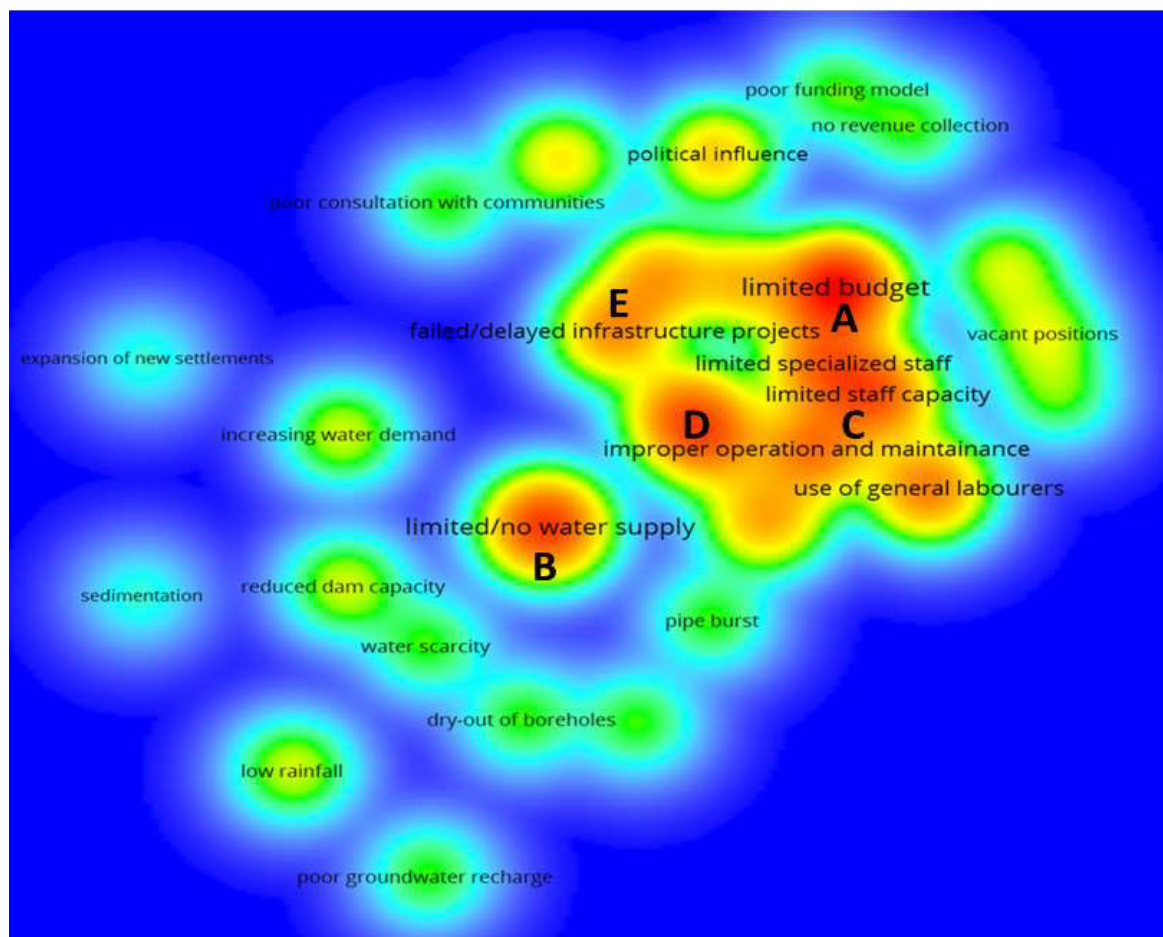 poor funding model
no revenue collection
political influence
poor consultation with communities
limited budget
E
A
failed/delayed infrastructure projects
vacant positions
expansion of new settlements
limited specialized staff
limited staff capacity
D
C
increasing water demand
improper operation and maintainance
use of general labourers
limited/no water supply
B
reduced dam capacity
sedimentation
pipe burst
water scarcity
dry-out of boreholes
low rainfall
poor groundwater recharge